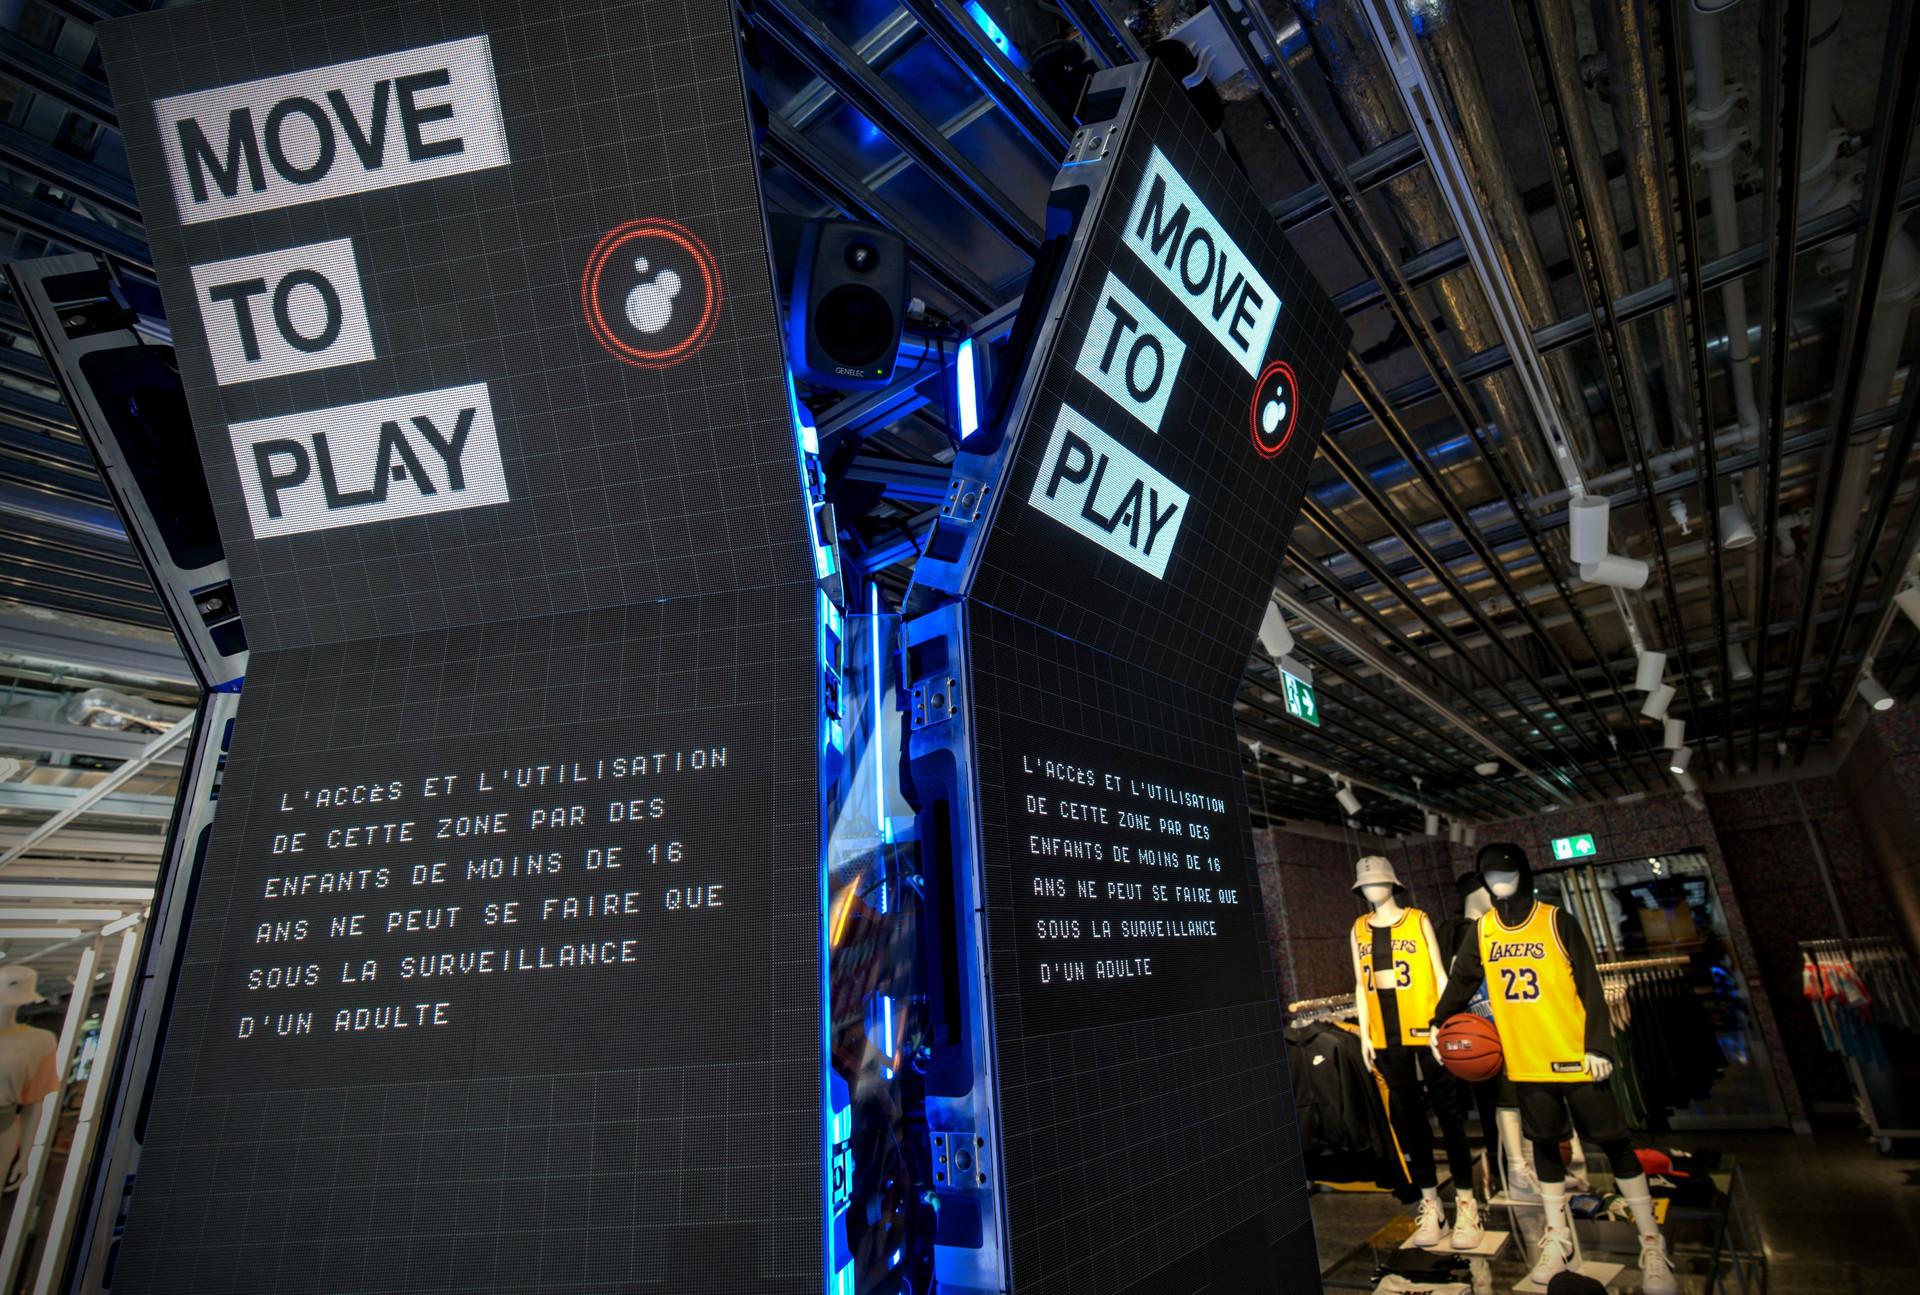 MOVE
TO
PLAY
L'ACCÈS ET L'UTILISATION
DE CETTE ZONE PAR DES
ENFANTS DE MOINS DE 16
ANS NE PEUT SE FAIRE QUE
SOUS LA SURVEILLANCE
D'UN ADULTE
GENELEC
MOVE
TO
PLAY
L'ACCÈS ET L'UTILISATION
DE CETTE ZONE PAR DES
ENFANTS DE MOINS DE 16
ANS NE PEUT SE FAIRE QUE
SOUS LA SURVEILLANCE
D'UN ADULTE
LAKERS
23